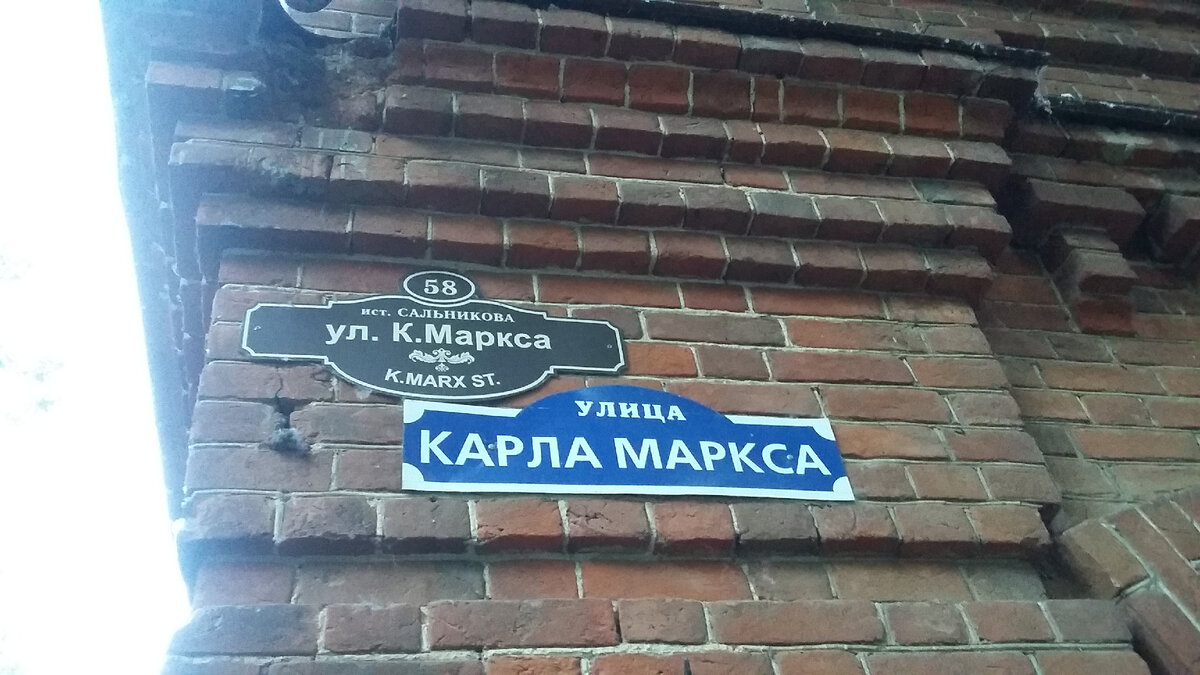 58
ист. САЛЬНИКОВА
ул. К.Маркса
K.MARX ST.
УЛИЦА
КАРЛА МАРКСА